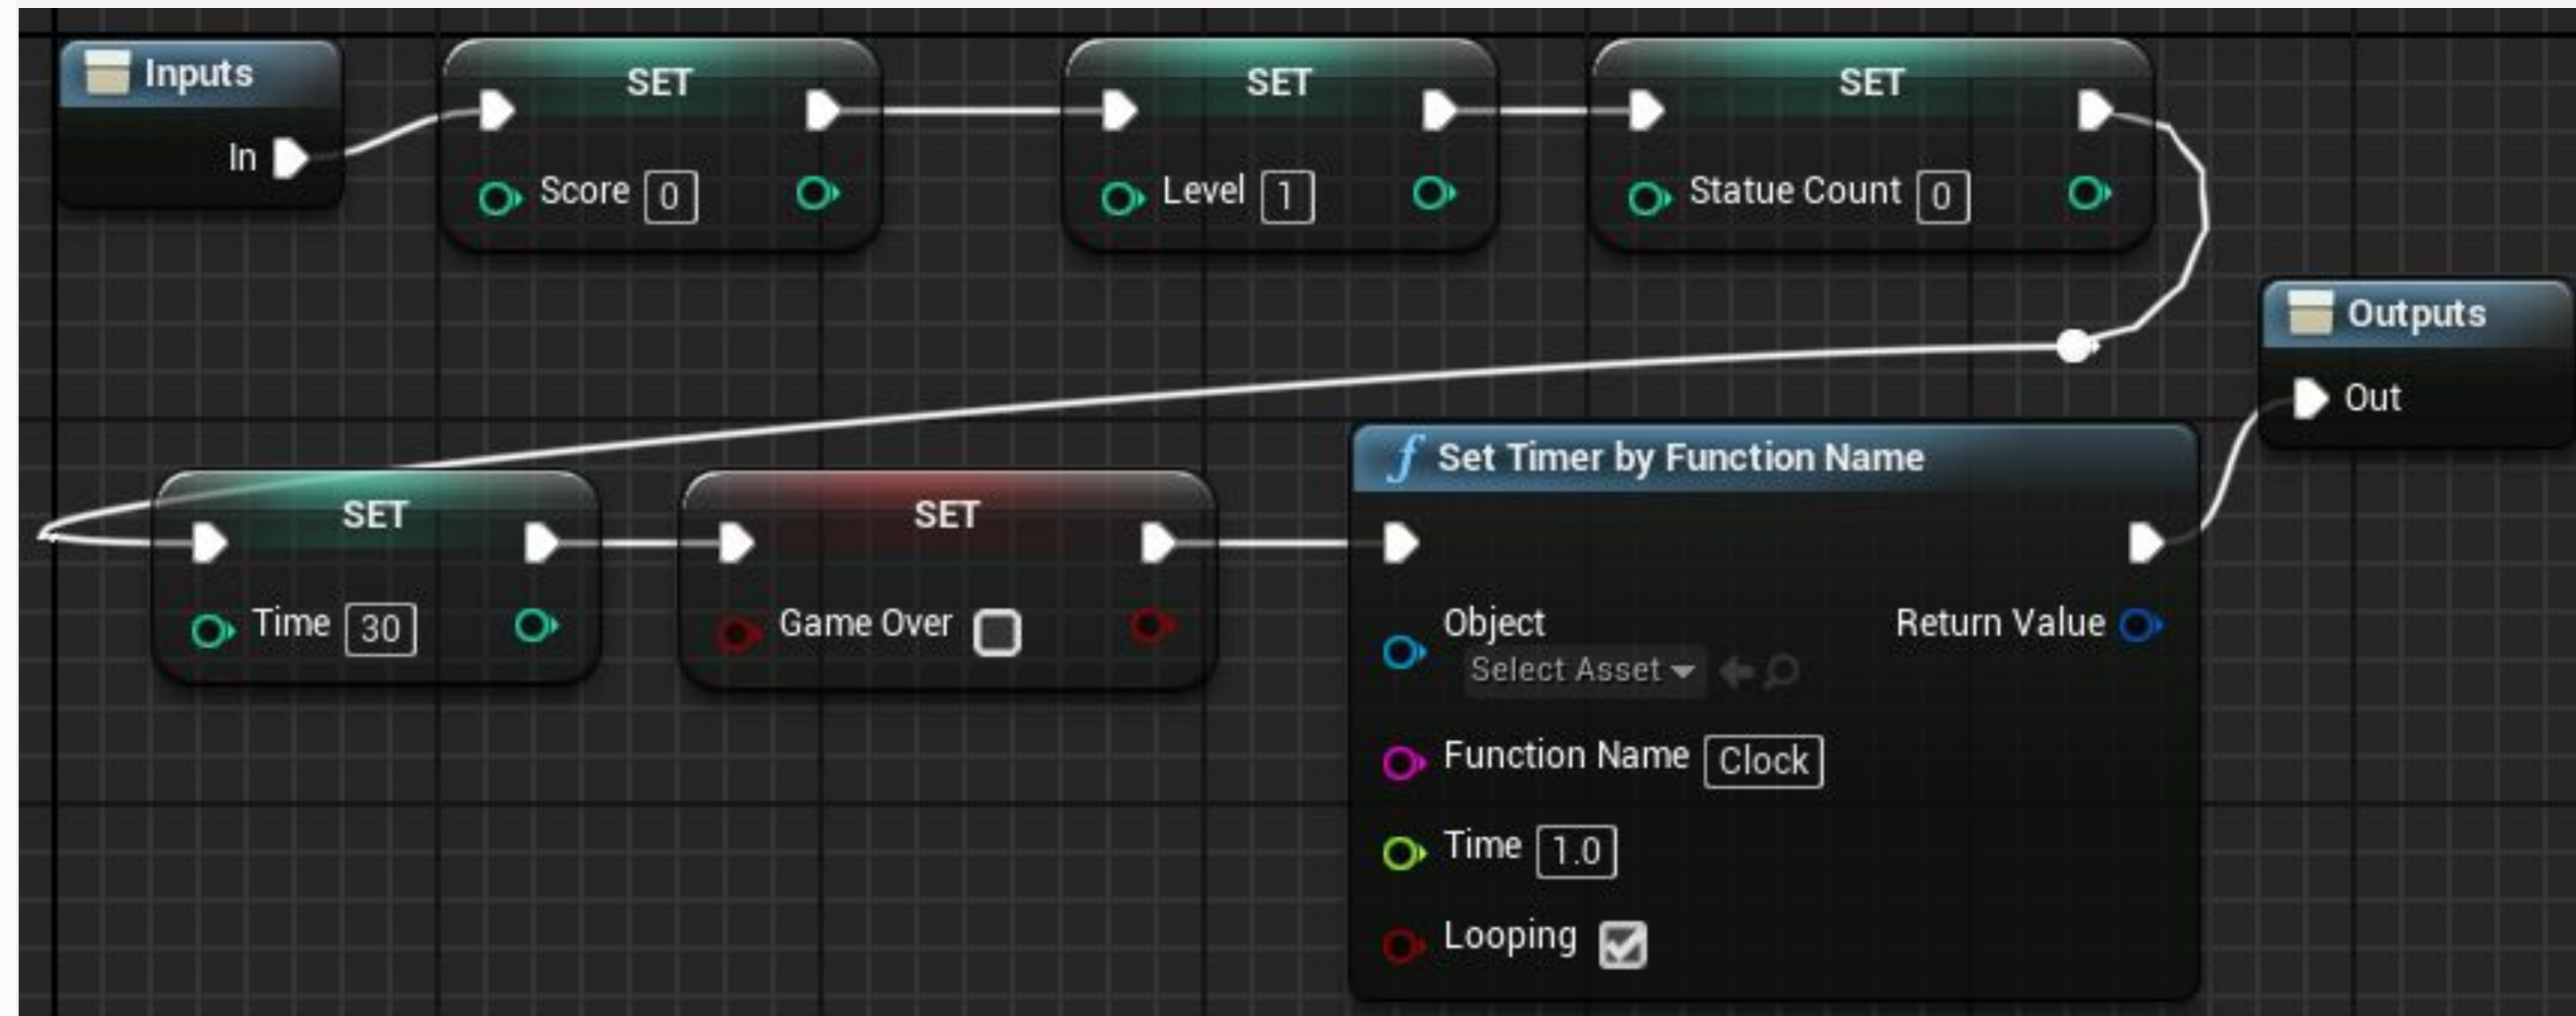 Inputs
In
SET
Score 0
SET
Level 1
SET
Statue Count 0
Outputs
Out
SET
Time 30
SET
Game Over
f Set Timer by Function Name
Object
Select Asset
Return Value
Function Name Clock
Time 1.0
Looping